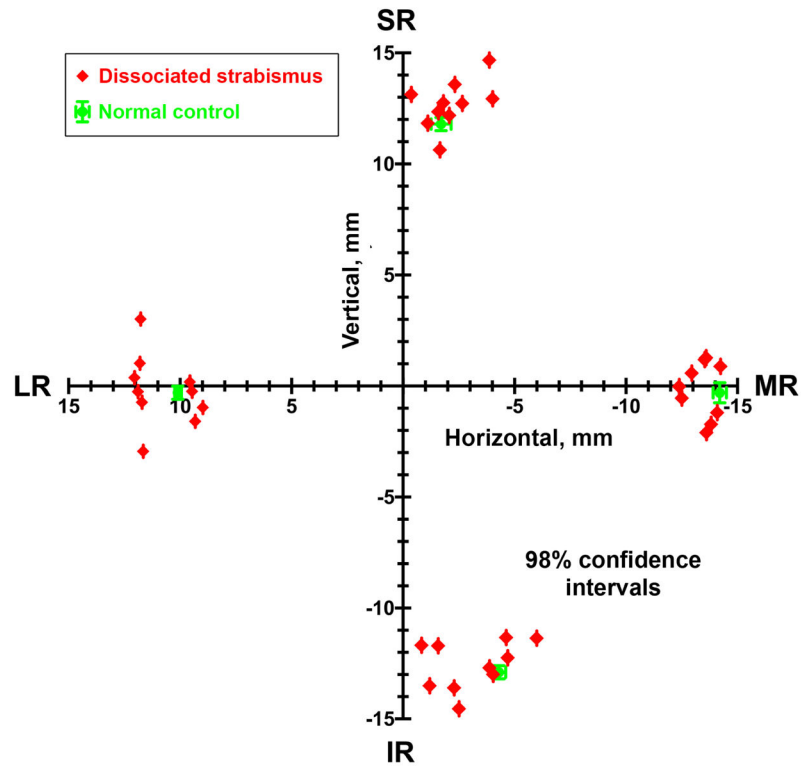 SR
Dissociated strabismus
Normal control
15
10
5
Vertical, mm
LR
MR
15
10
5
-5
-10
-15
Horizontal, mm
-5
98% confidence
intervals
-10
-15
IR